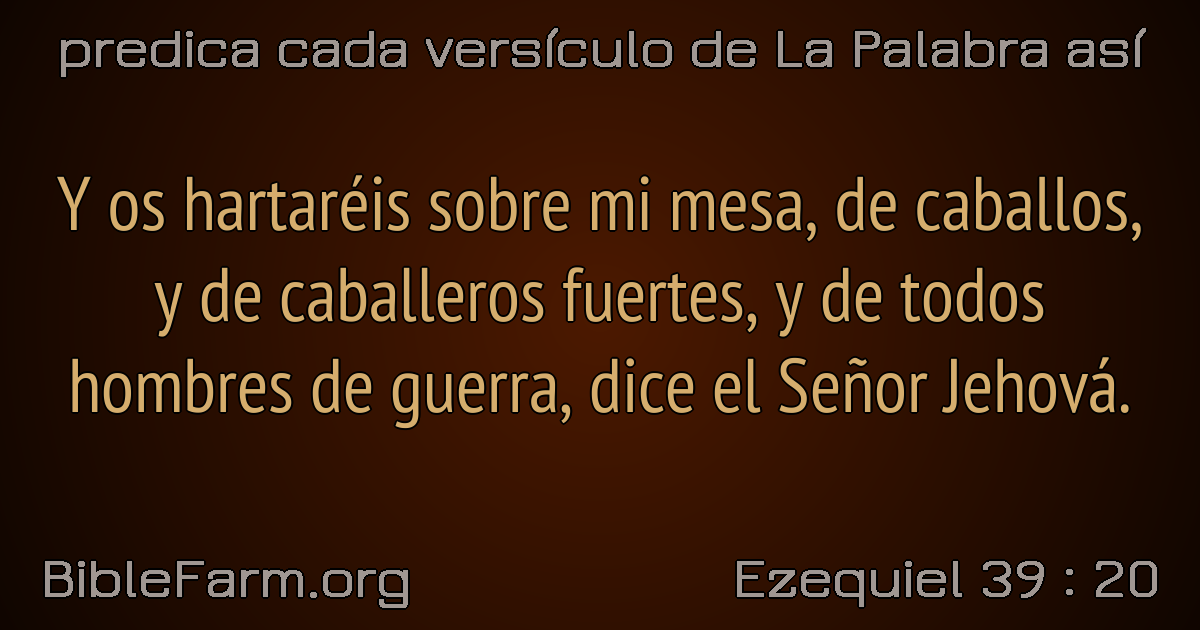 predica cada versículo de La Palabra así
Y os hartaréis sobre mi mesa, de caballos,
y de caballeros fuertes, y de todos
hombres de guerra, dice el Señor Jehová.
BibleFarm.org
Ezequiel 39 : 20